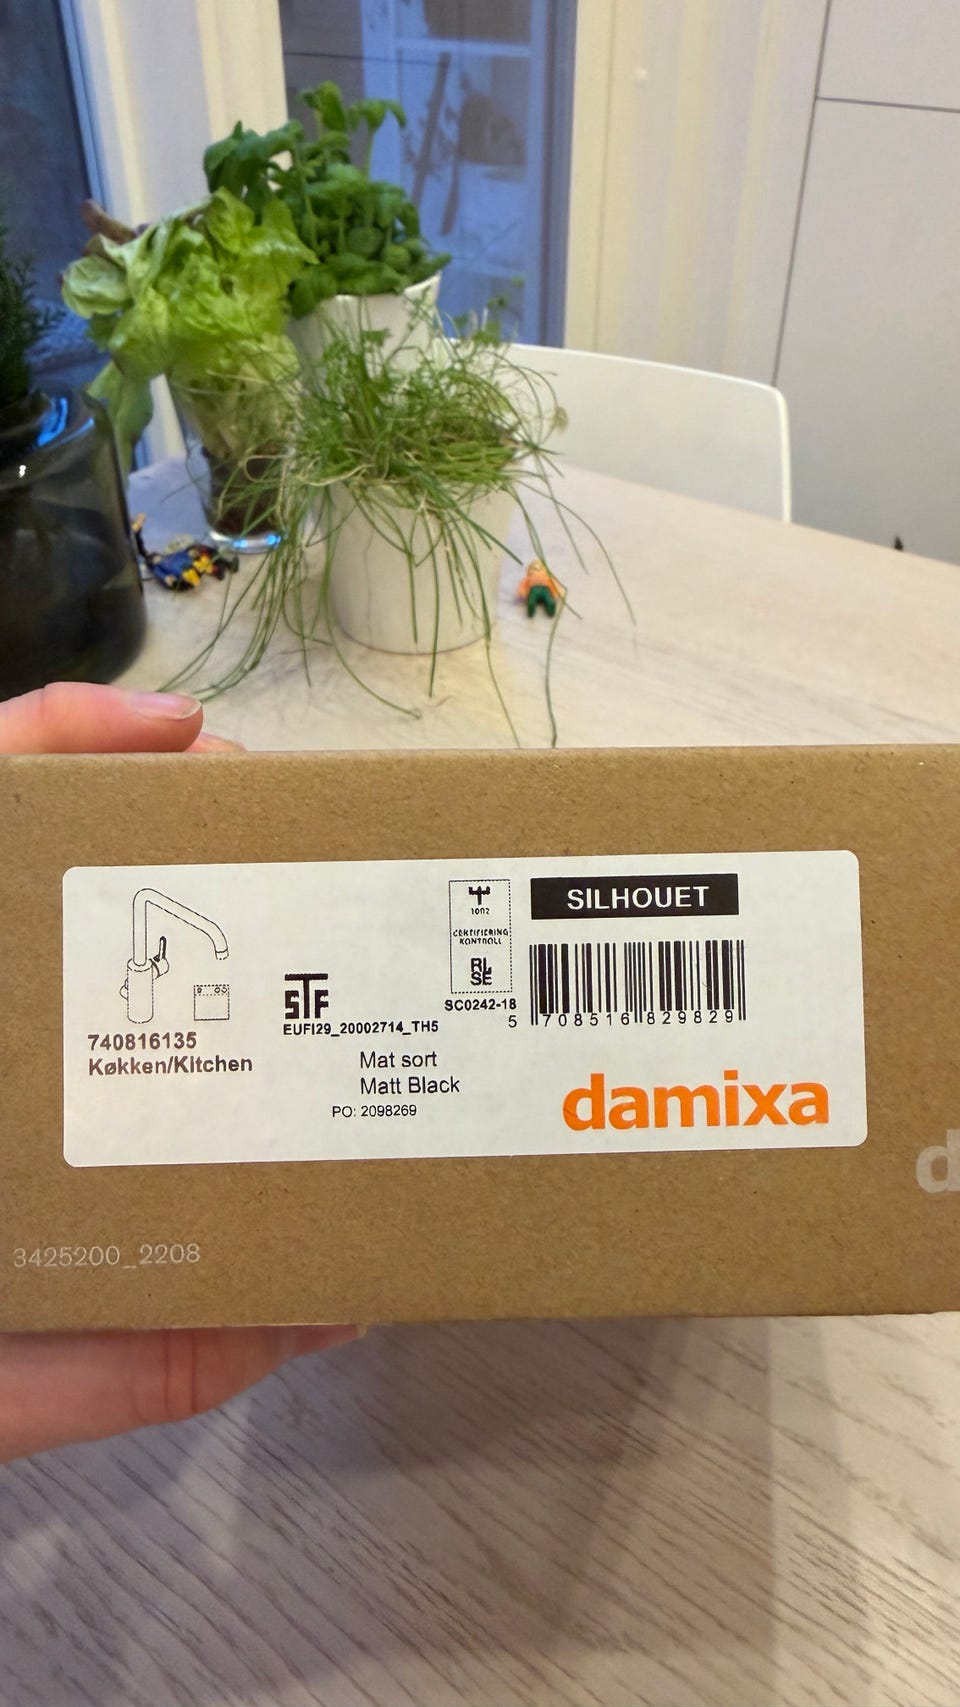 SILHOUET
1002
CERTIFIERING
KONTROLL
RI
SE
SC0242-18
5 708516 829829
STF
EUFI29_20002714_TH5
740816135
Køkken/Kitchen
Mat sort
Matt Black
PO: 2098269
damixa
d
3425200_2208